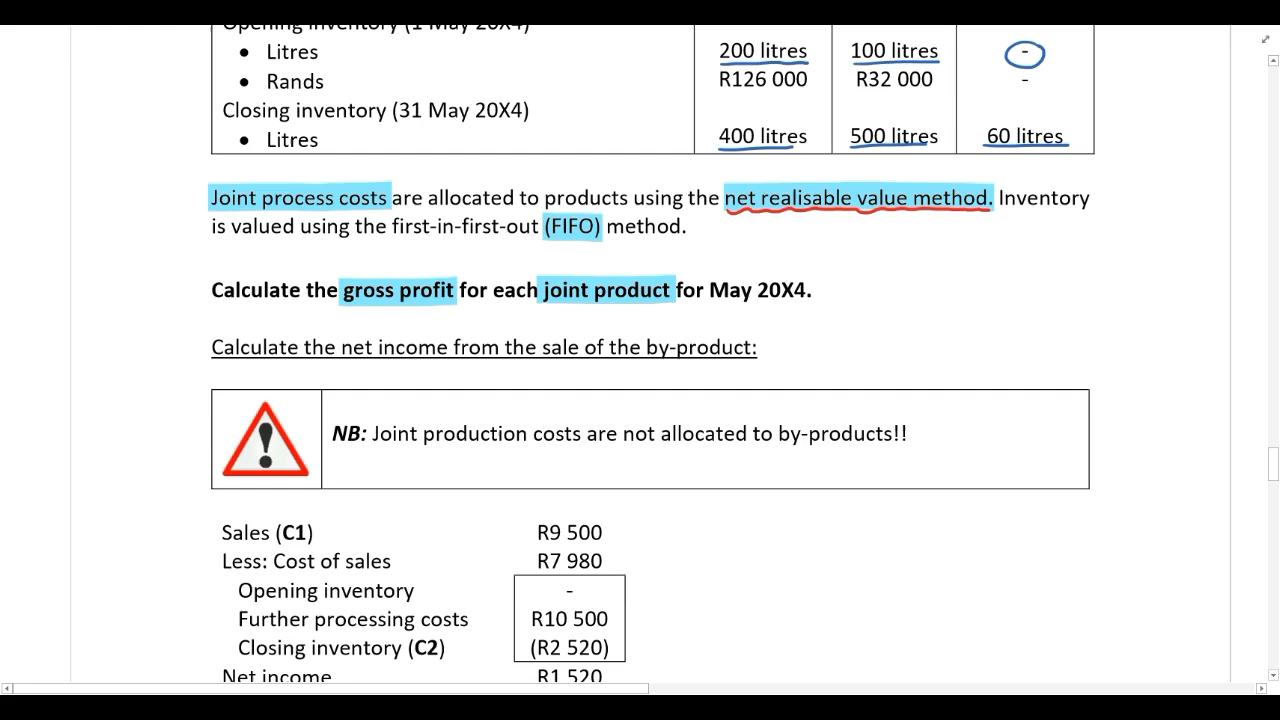 Opening inventory (1 May 20X4)
• Litres 200 litres 100 litres -
• Rands R126 000 R32 000 -
Closing inventory (31 May 20X4)
• Litres 400 litres 500 litres 60 litres
Joint process costs are allocated to products using the net realisable value method. Inventory
is valued using the first-in-first-out (FIFO) method.
Calculate the gross profit for each joint product for May 20X4.
Calculate the net income from the sale of the by-product:
NB: Joint production costs are not allocated to by-products!!
Sales (C1) R9 500
Less: Cost of sales R7 980
Opening inventory -
Further processing costs R10 500
Closing inventory (C2) (R2 520)
Net income R1 520